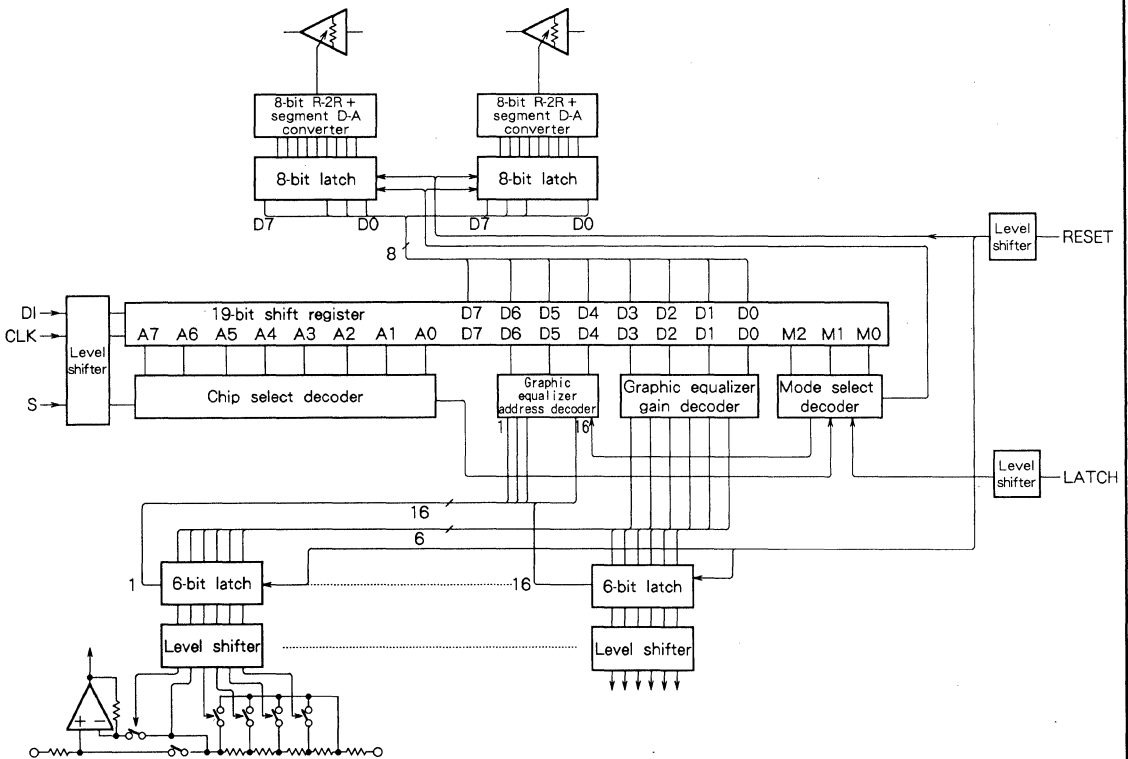 8-bit R-2R +
segment D-A
converter
8-bit R-2R +
segment D-A
converter
8-bit latch
8-bit latch
D7 D0
D7 D0
8
Level
shifter
RESET
DI
CLK
S
Level
shifter
19-bit shift register D7 D6 D5 D4 D3 D2 D1 D0
A7 A6 A5 A4 A3 A2 A1 A0 D7 D6 D5 D4 D3 D2 D1 D0 M2 M1 M0
Chip select decoder
Graphic
equalizer
address decoder
Graphic equalizer
gain decoder
Mode select
decoder
1 16
Level
shifter
LATCH
16
6
1
6-bit latch
16
6-bit latch
Level shifter
Level shifter
+ −